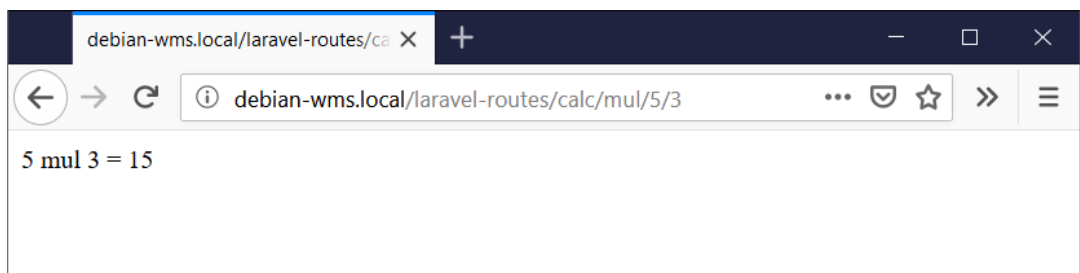 debian-wms.local/laravel-routes/ca
debian-wms.local/laravel-routes/calc/mul/5/3
5 mul 3 = 15